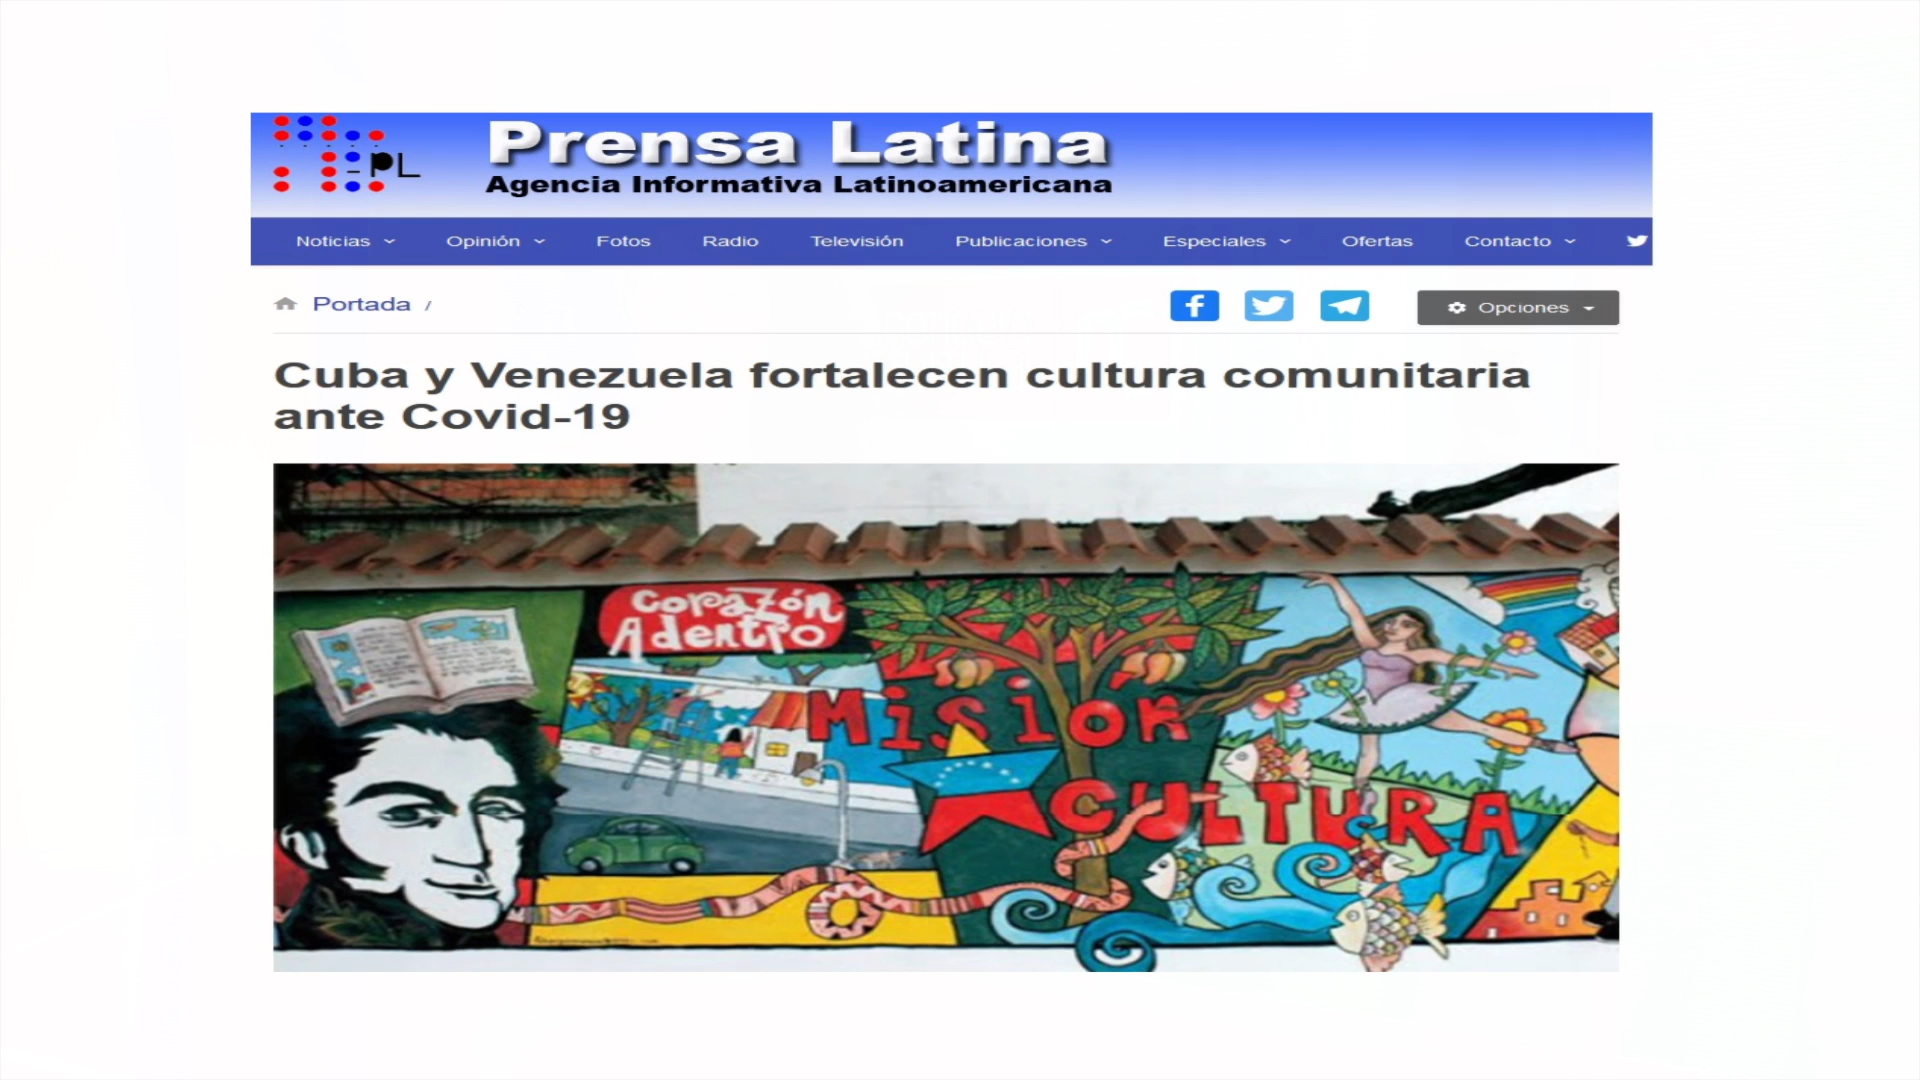 PL
Prensa Latina
Agencia Informativa Latinoamericana
Noticias Opinión Fotos Radio Televisión Publicaciones Especiales Ofertas Contacto
Portada /
Opciones
Cuba y Venezuela fortalecen cultura comunitaria
ante Covid-19
Corazón
Adentro
Misión
CULTURA